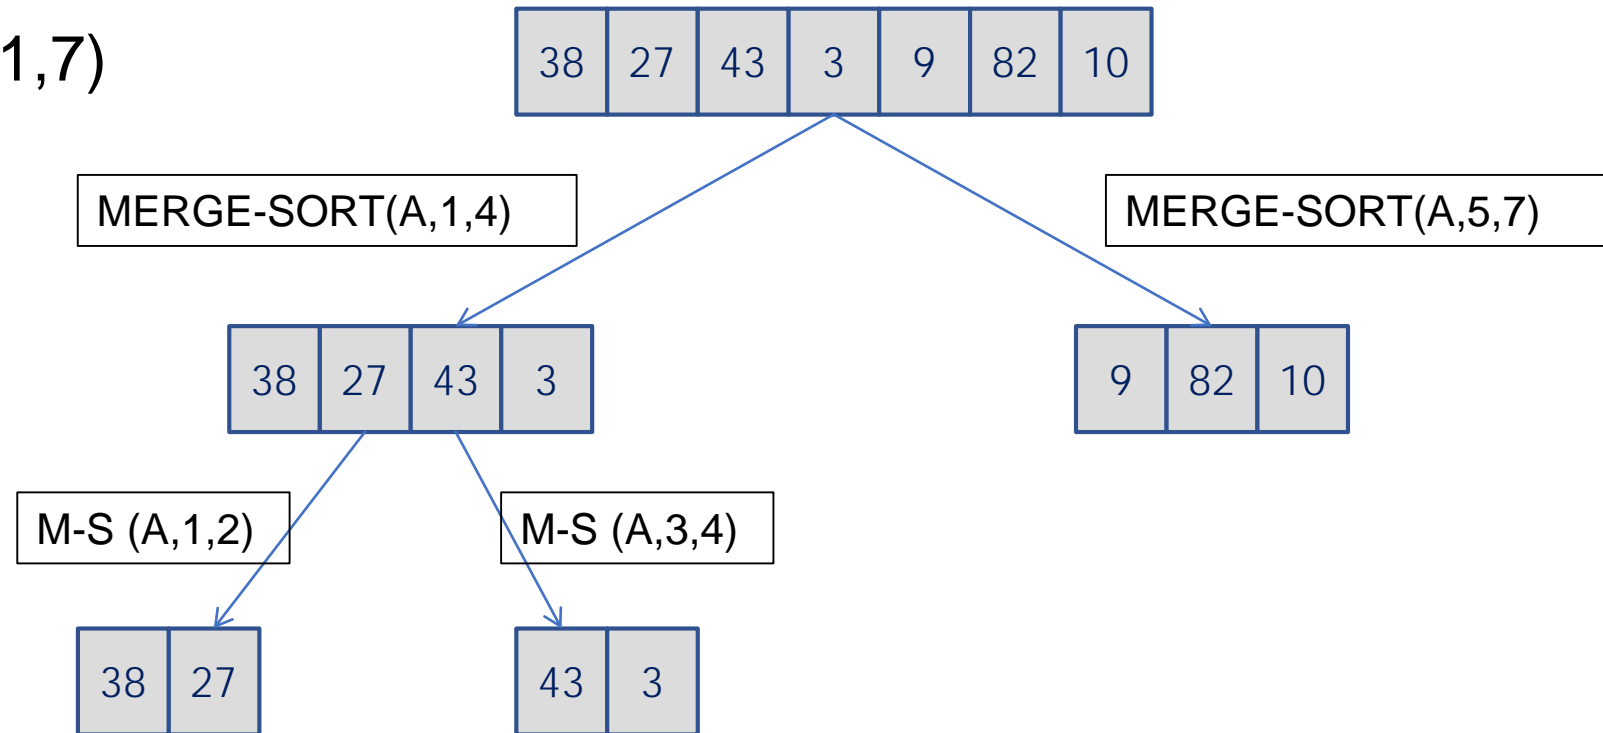 1,7)
38 27 43 3 9 82 10
MERGE-SORT(A,1,4)
MERGE-SORT(A,5,7)
38 27 43 3
9 82 10
M-S (A,1,2)
M-S (A,3,4)
38 27
43 3